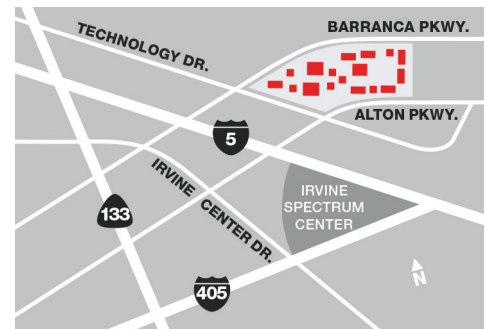 BARRANCA PKWY.
TECHNOLOGY DR.
ALTON PKWY.
5
IRVINE CENTER DR.
IRVINE
SPECTRUM
CENTER
133
405
N